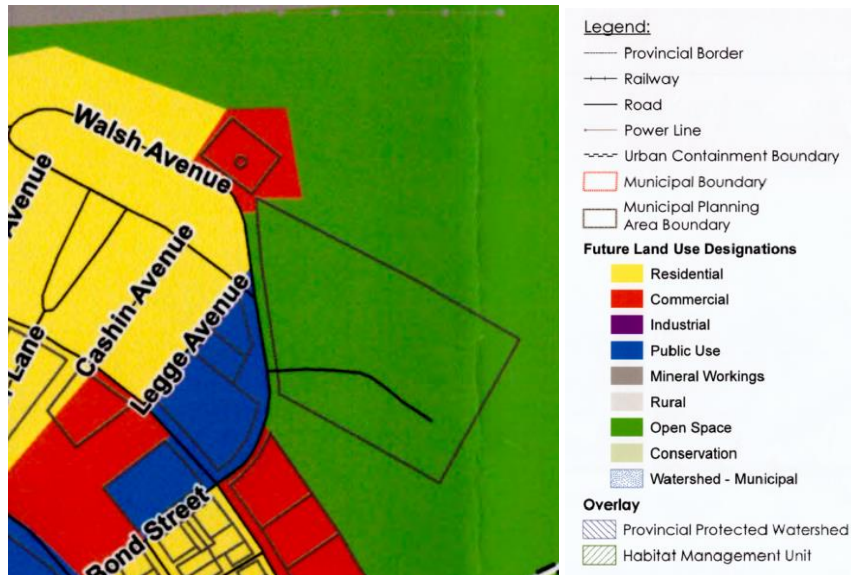 Walsh-Avenue
Avenue
Cashin-Avenue
Legge-Avenue
Lane
Bond Street
Legend:
Provincial Border
Railway
Road
Power Line
Urban Containment Boundary
Municipal Boundary
Municipal Planning
Area Boundary
Future Land Use Designations
Residential
Commercial
Industrial
Public Use
Mineral Workings
Rural
Open Space
Conservation
Watershed - Municipal
Overlay
Provincial Protected Watershed
Habitat Management Unit